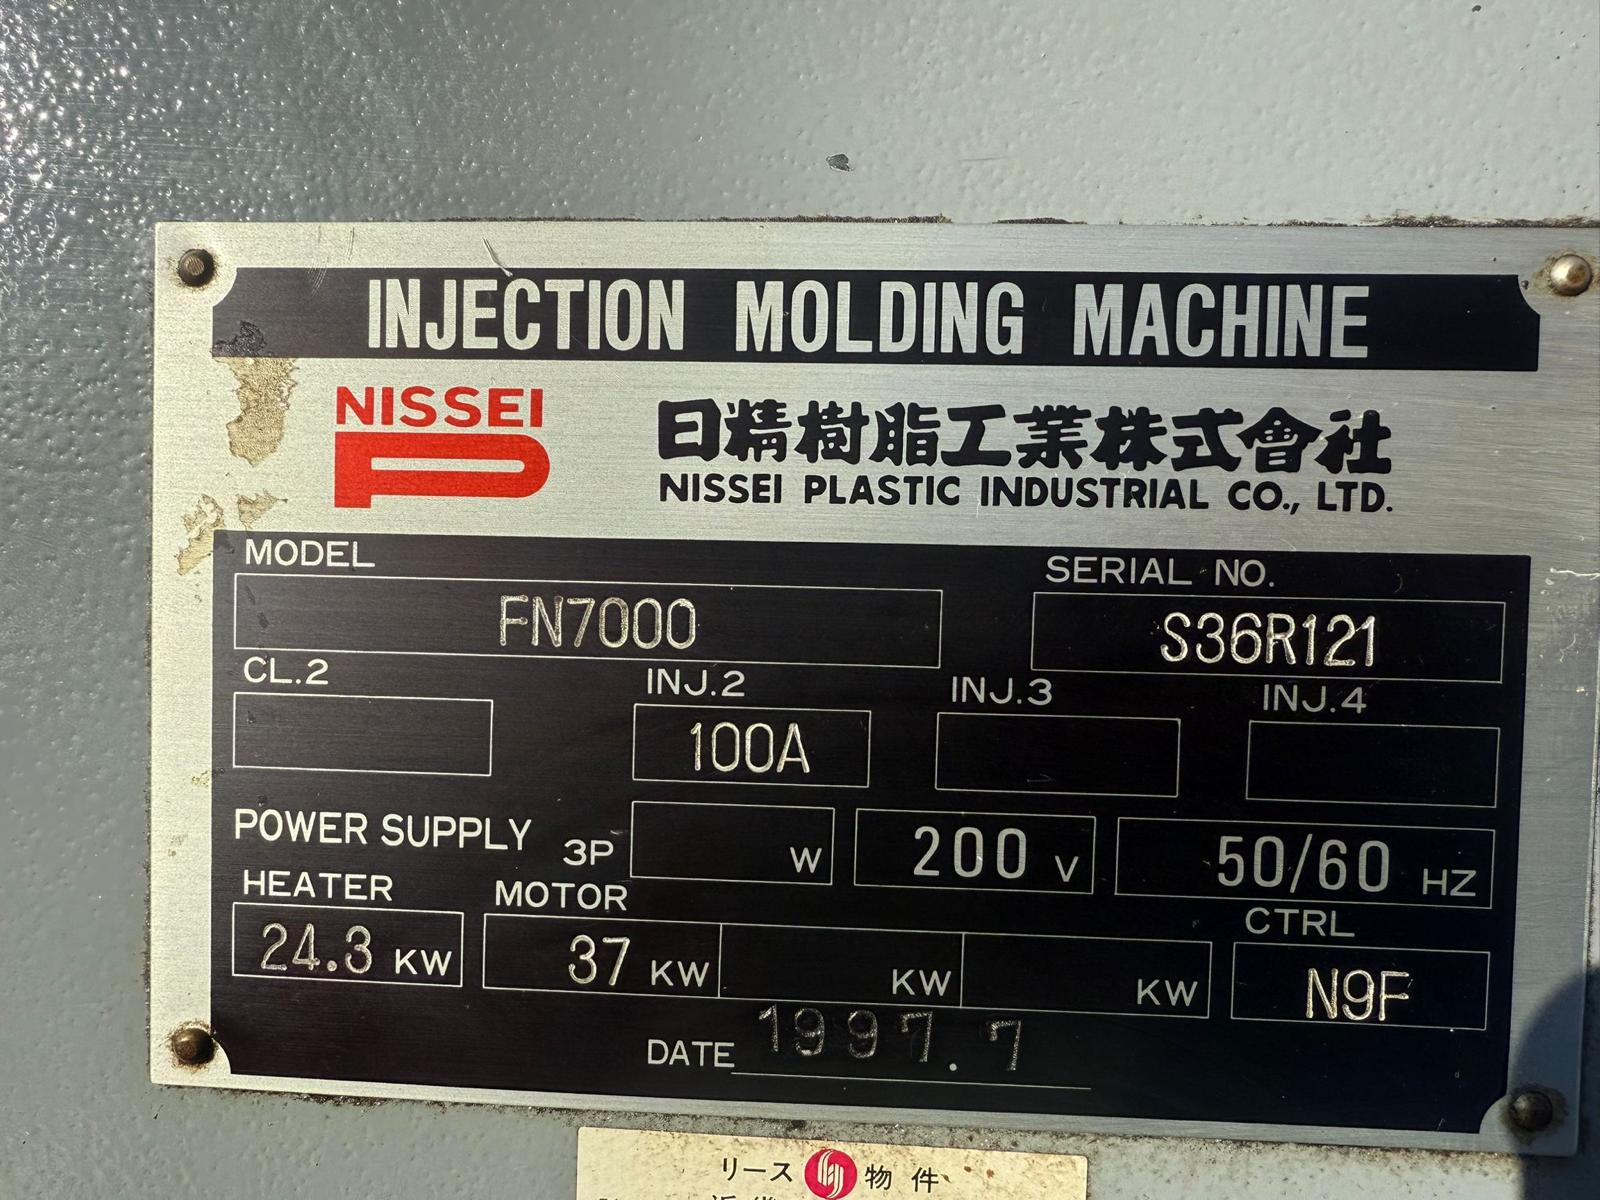 INJECTION MOLDING MACHINE
NISSEI
日精樹脂工業株式會社
NISSEI PLASTIC INDUSTRIAL CO., LTD.
MODEL SERIAL NO.
FN7000 S36R121
CL.2 INJ.2 INJ.3 INJ.4
100A
POWER SUPPLY 3P W 200 V 50/60 HZ
HEATER MOTOR CTRL
24.3 KW 37 KW KW KW N9F
DATE 1997.7
リース 物件